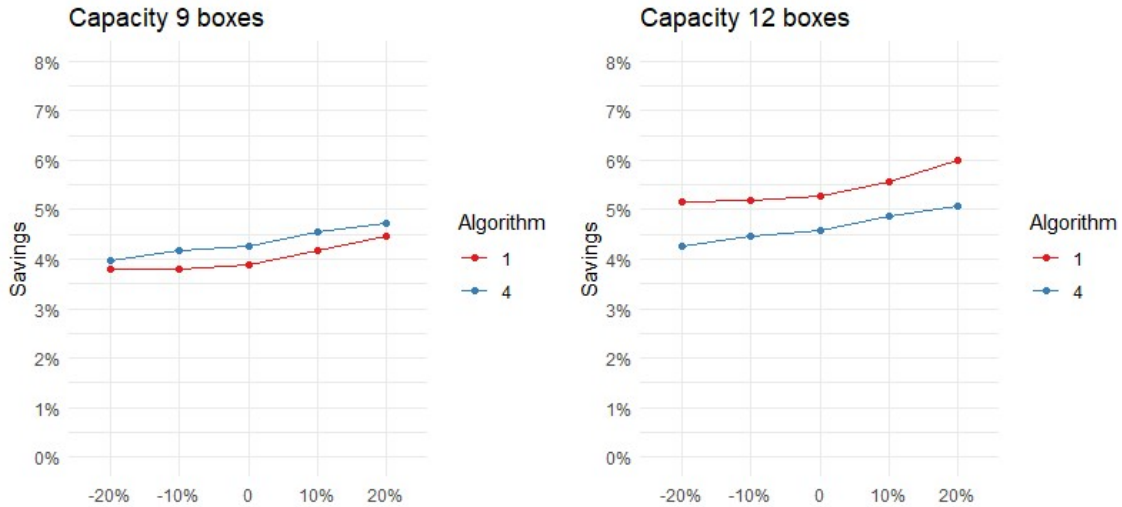 Capacity 9 boxes
8%
7%
6%
5%
4%
3%
2%
1%
0%
Savings
-20% -10% 0 10% 20%
Algorithm
1
4
Capacity 12 boxes
8%
7%
6%
5%
4%
3%
2%
1%
0%
Savings
-20% -10% 0 10% 20%
Algorithm
1
4